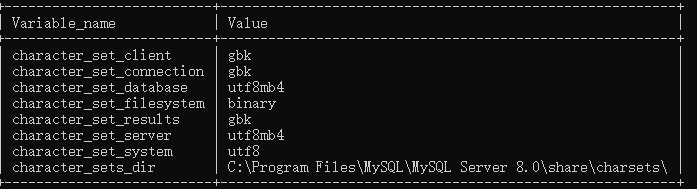 Variable_name | Value
character_set_client | gbk
character_set_connection | gbk
character_set_database | utf8mb4
character_set_filesystem | binary
character_set_results | gbk
character_set_server | utf8mb4
character_set_system | utf8
character_sets_dir | C:\Program Files\MySQL\MySQL Server 8.0\share\charsets\